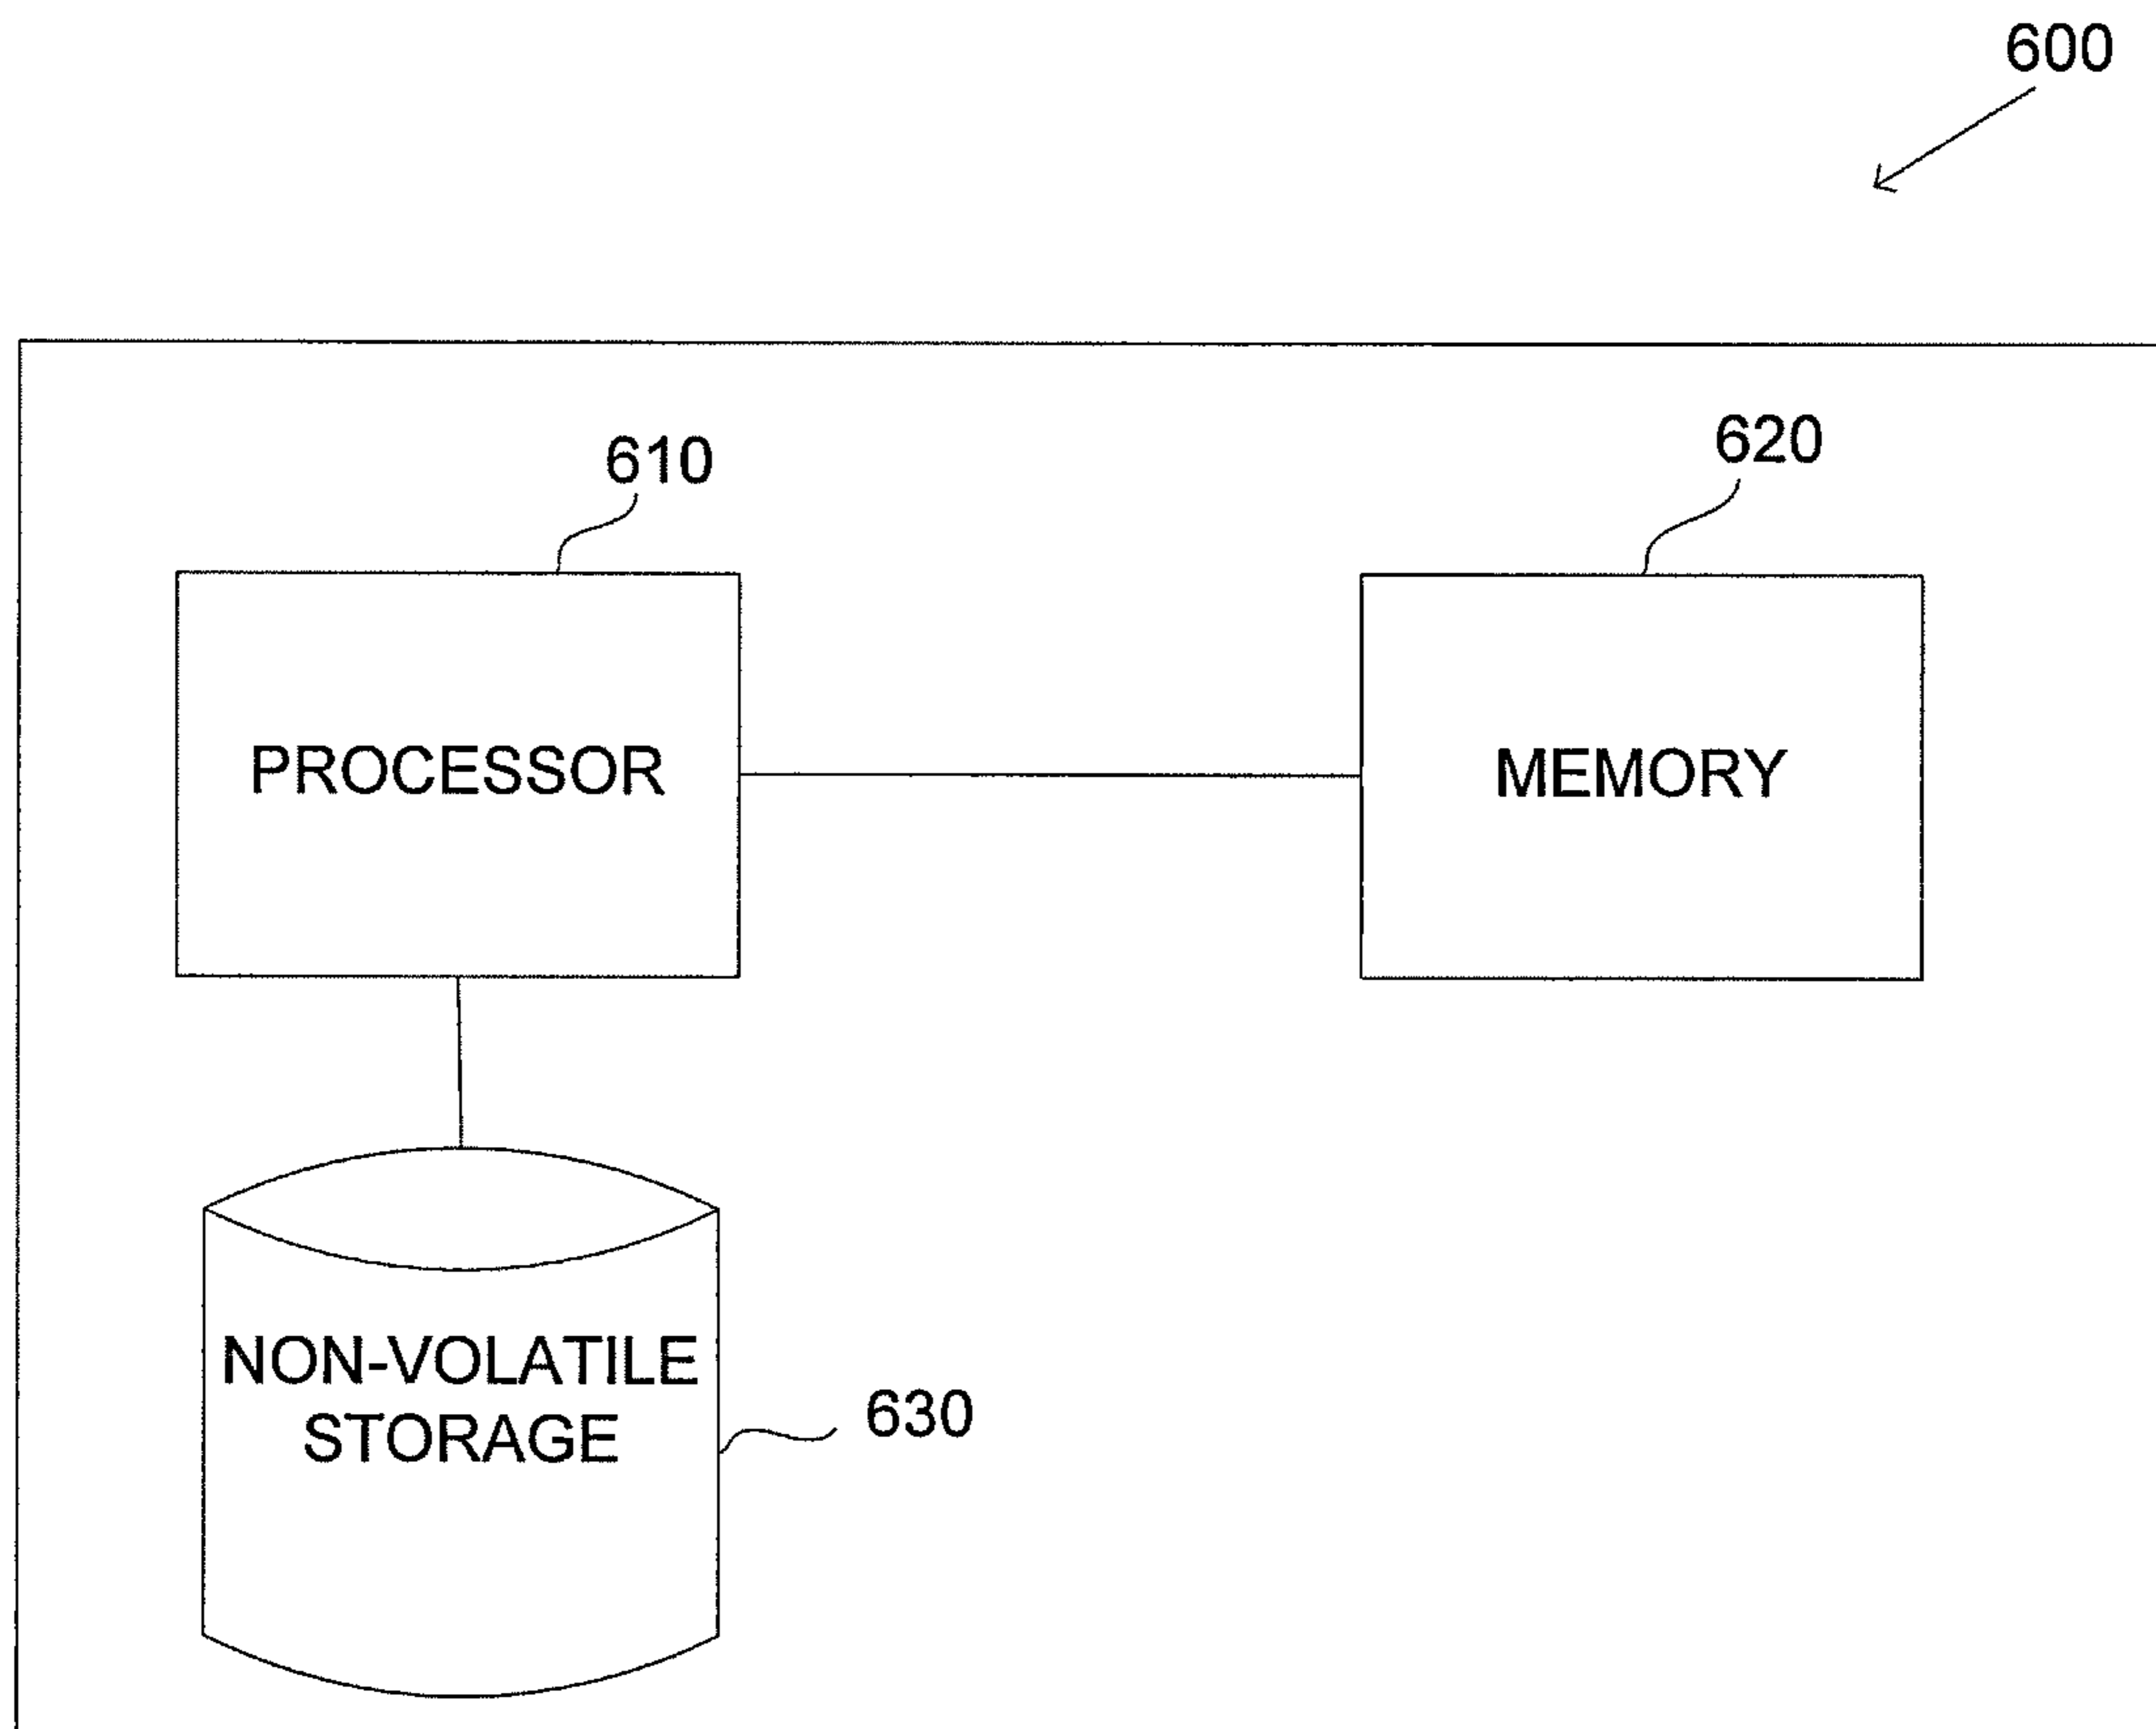 600
610
620
PROCESSOR
MEMORY
NON-VOLATILE
STORAGE
630